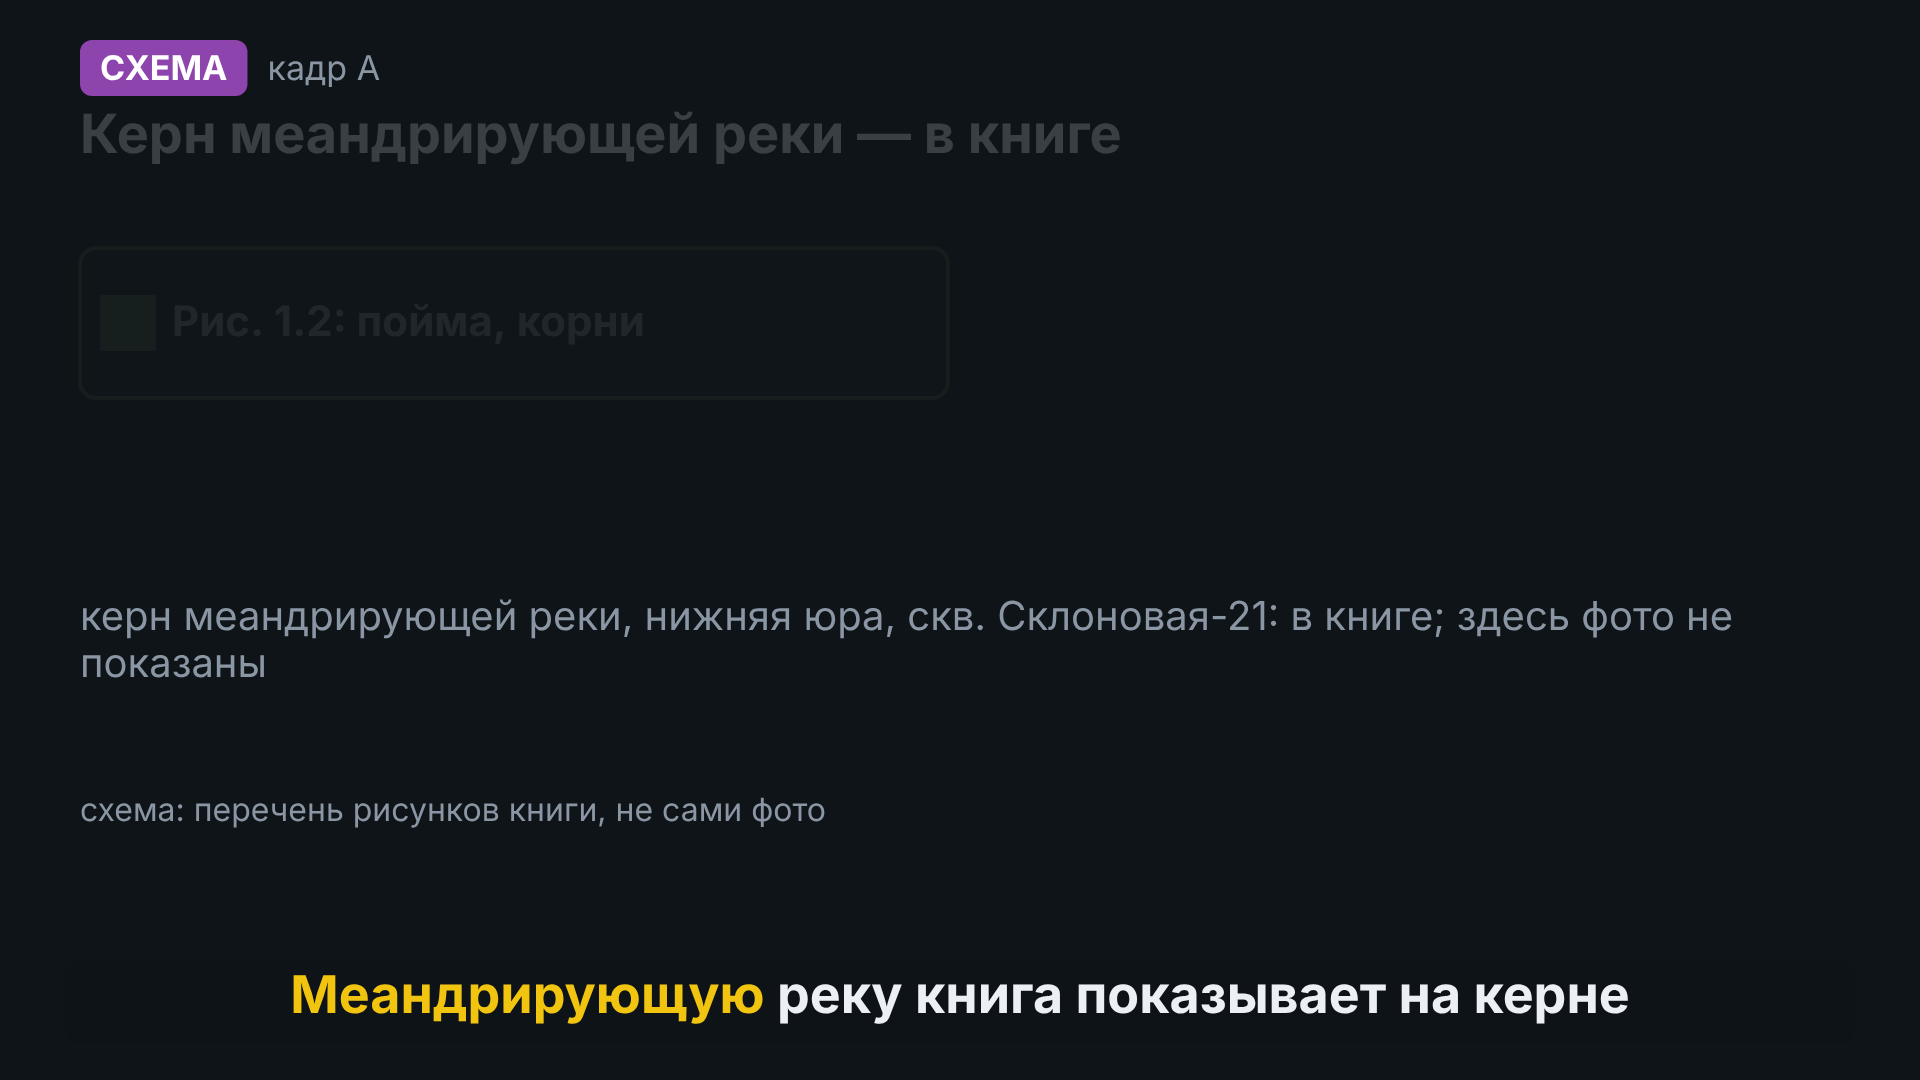 СХЕМА кадр А
Керн меандрирующей реки — в книге
Рис. 1.2: пойма, корни
керн меандрирующей реки, нижняя юра, скв. Склоновая-21: в книге; здесь фото не
показаны
схема: перечень рисунков книги, не сами фото
Меандрирующую реку книга показывает на керне